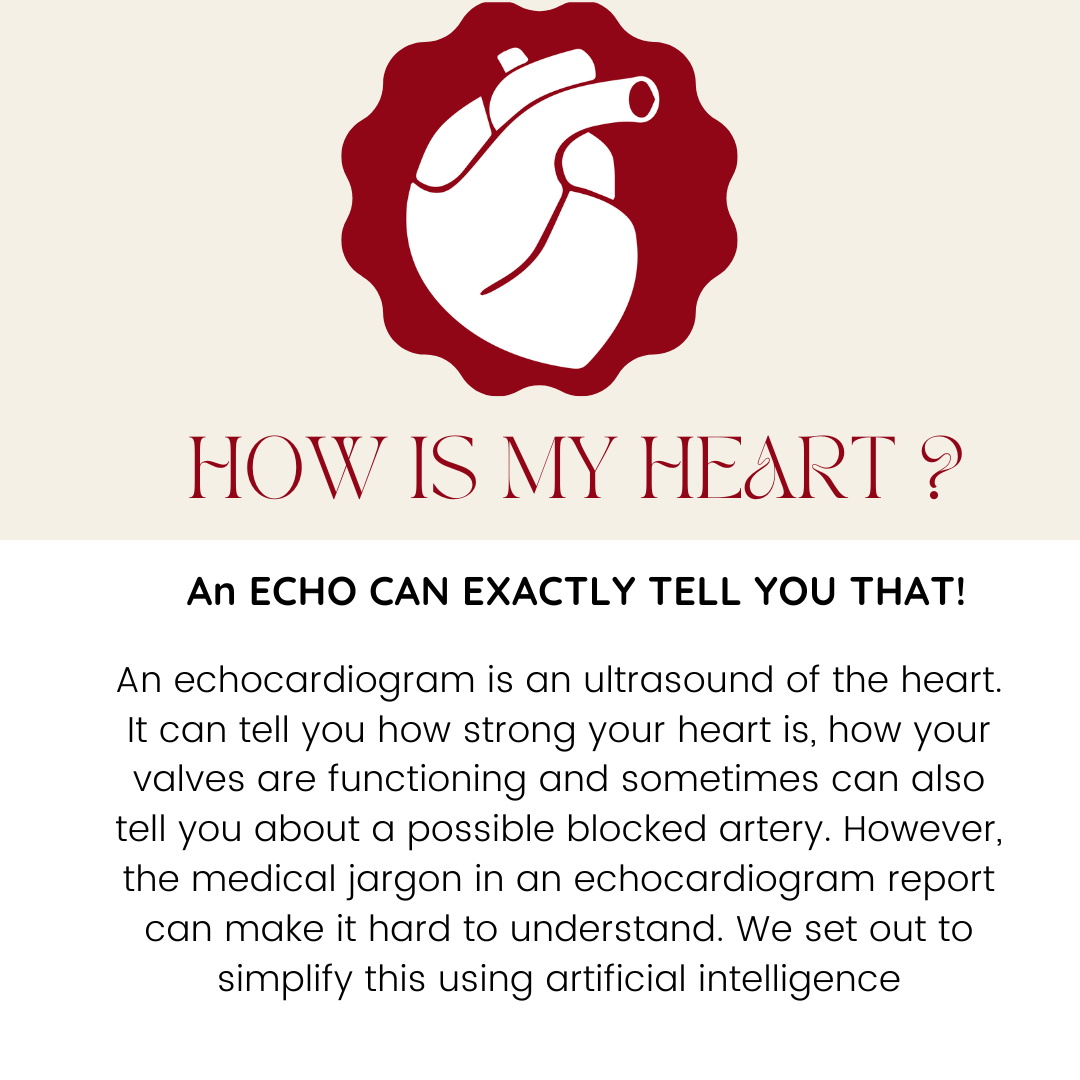 HOW IS MY HEART ?
An ECHO CAN EXACTLY TELL YOU THAT!
An echocardiogram is an ultrasound of the heart.
It can tell you how strong your heart is, how your
valves are functioning and sometimes can also
tell you about a possible blocked artery. However,
the medical jargon in an echocardiogram report
can make it hard to understand. We set out to
simplify this using artificial intelligence